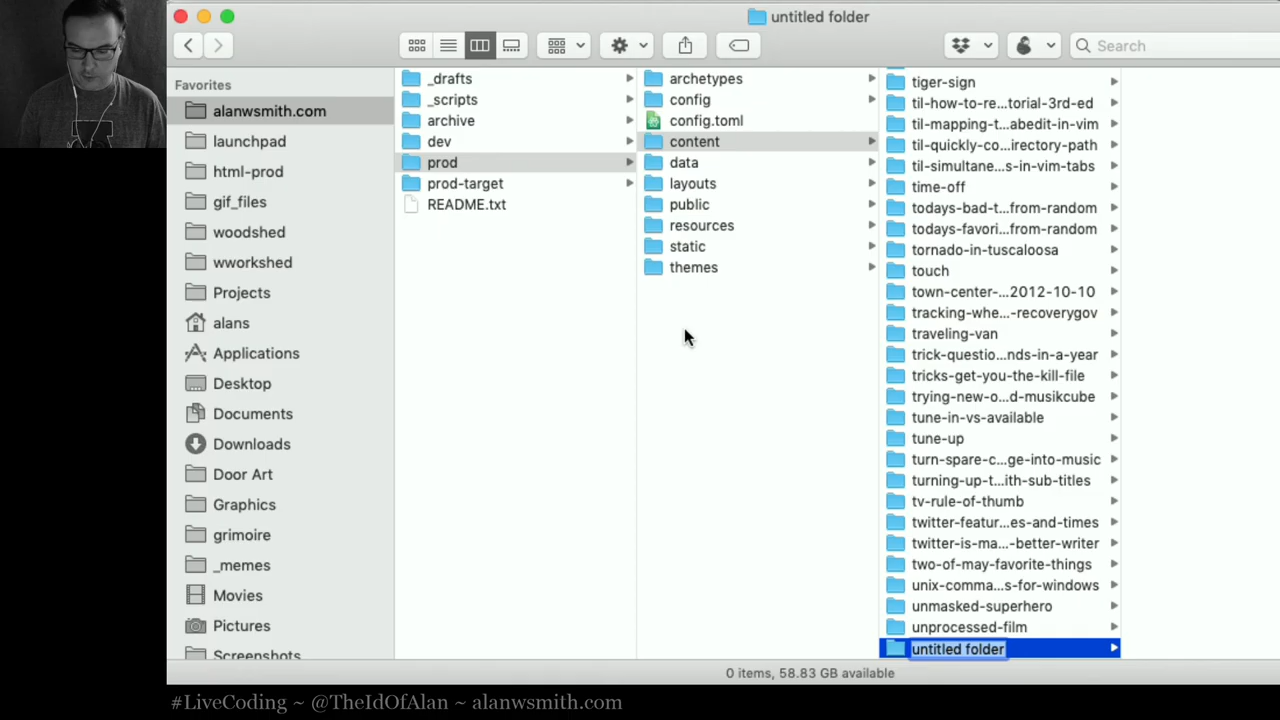 untitled folder
Search
Favorites
alanwsmith.com
launchpad
html-prod
gif_files
woodshed
wworkshed
Projects
alans
Applications
Desktop
Documents
Downloads
Door Art
Graphics
grimoire
_memes
Movies
Pictures
Screenshots
_drafts
_scripts
archive
dev
prod
prod-target
README.txt
archetypes
config
config.toml
content
data
layouts
public
resources
static
themes
tiger-sign
til-how-to-re...torial-3rd-ed
til-mapping-t...abedit-in-vim
til-quickly-co...irectory-path
til-simultane...s-in-vim-tabs
time-off
todays-bad-t...from-random
todays-favori...from-random
tornado-in-tuscaloosa
touch
town-center-...2012-10-10
tracking-whe...-recoverygov
traveling-van
trick-questio...nds-in-a-year
tricks-get-you-the-kill-file
trying-new-o...d-musikcube
tune-in-vs-available
tune-up
turn-spare-c...ge-into-music
turning-up-t...ith-sub-titles
tv-rule-of-thumb
twitter-featur...es-and-times
twitter-is-ma...-better-writer
two-of-may-favorite-things
unix-comma...s-for-windows
unmasked-superhero
unprocessed-film
untitled folder
0 items, 58.83 GB available
#LiveCoding ~ @TheIdOfAlan ~ alanwsmith.com